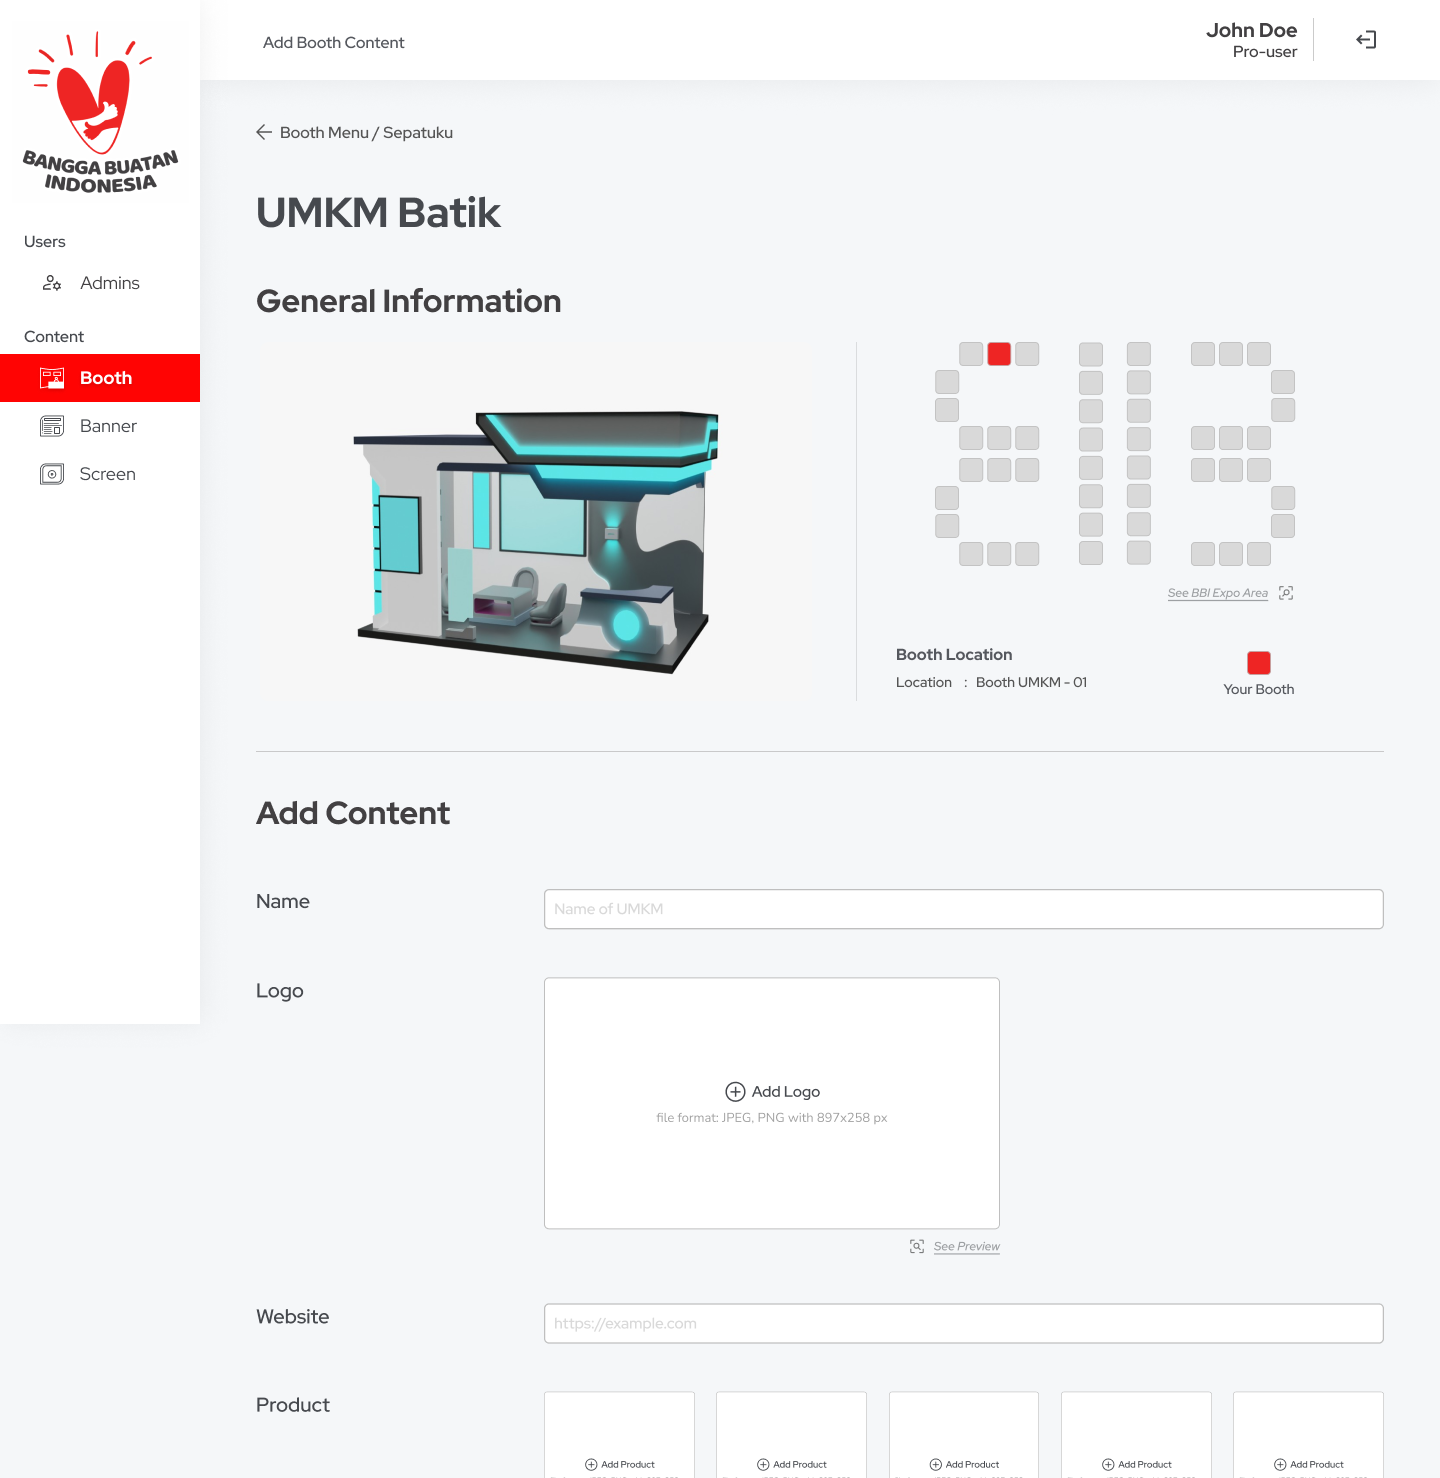 Add Booth Content
John Doe
Pro-user
BANGGA BUATAN
INDONESIA
Users
Admins
Content
Booth
Banner
Screen
Booth Menu / Sepatuku
UMKM Batik
General Information
See BBI Expo Area
Booth Location
Location : Booth UMKM - 01
Your Booth
Add Content
Name
Name of UMKM
Logo
Add Logo
file format: JPEG, PNG with 897x258 px
See Preview
Website
https://example.com
Product
Add Product
Add Product
Add Product
Add Product
Add Product